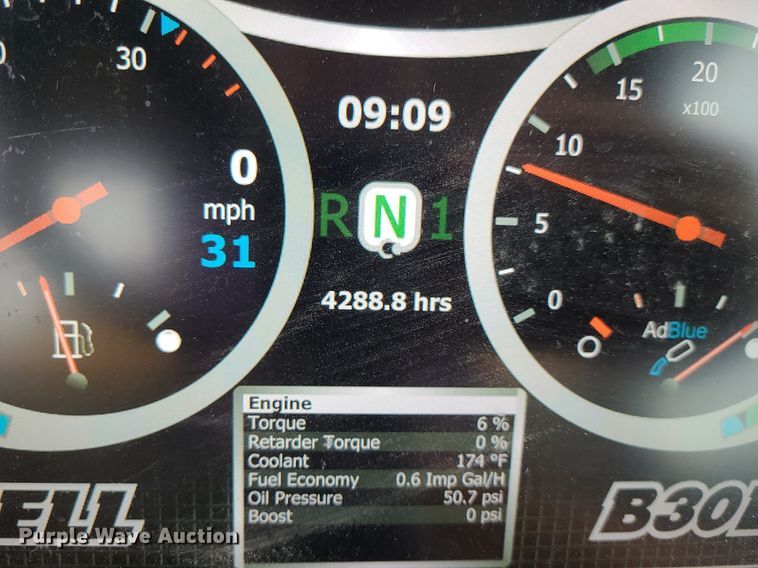 30
0
mph
31
09:09
R N 1
4288.8 hrs
20
15
x100
10
5
0
AdBlue
Engine
Torque 6 %
Retarder Torque 0 %
Coolant 174 °F
Fuel Economy 0.6 Imp Gal/H
Oil Pressure 50.7 psi
Boost 0 psi
ELL
B30
Purple Wave Auction